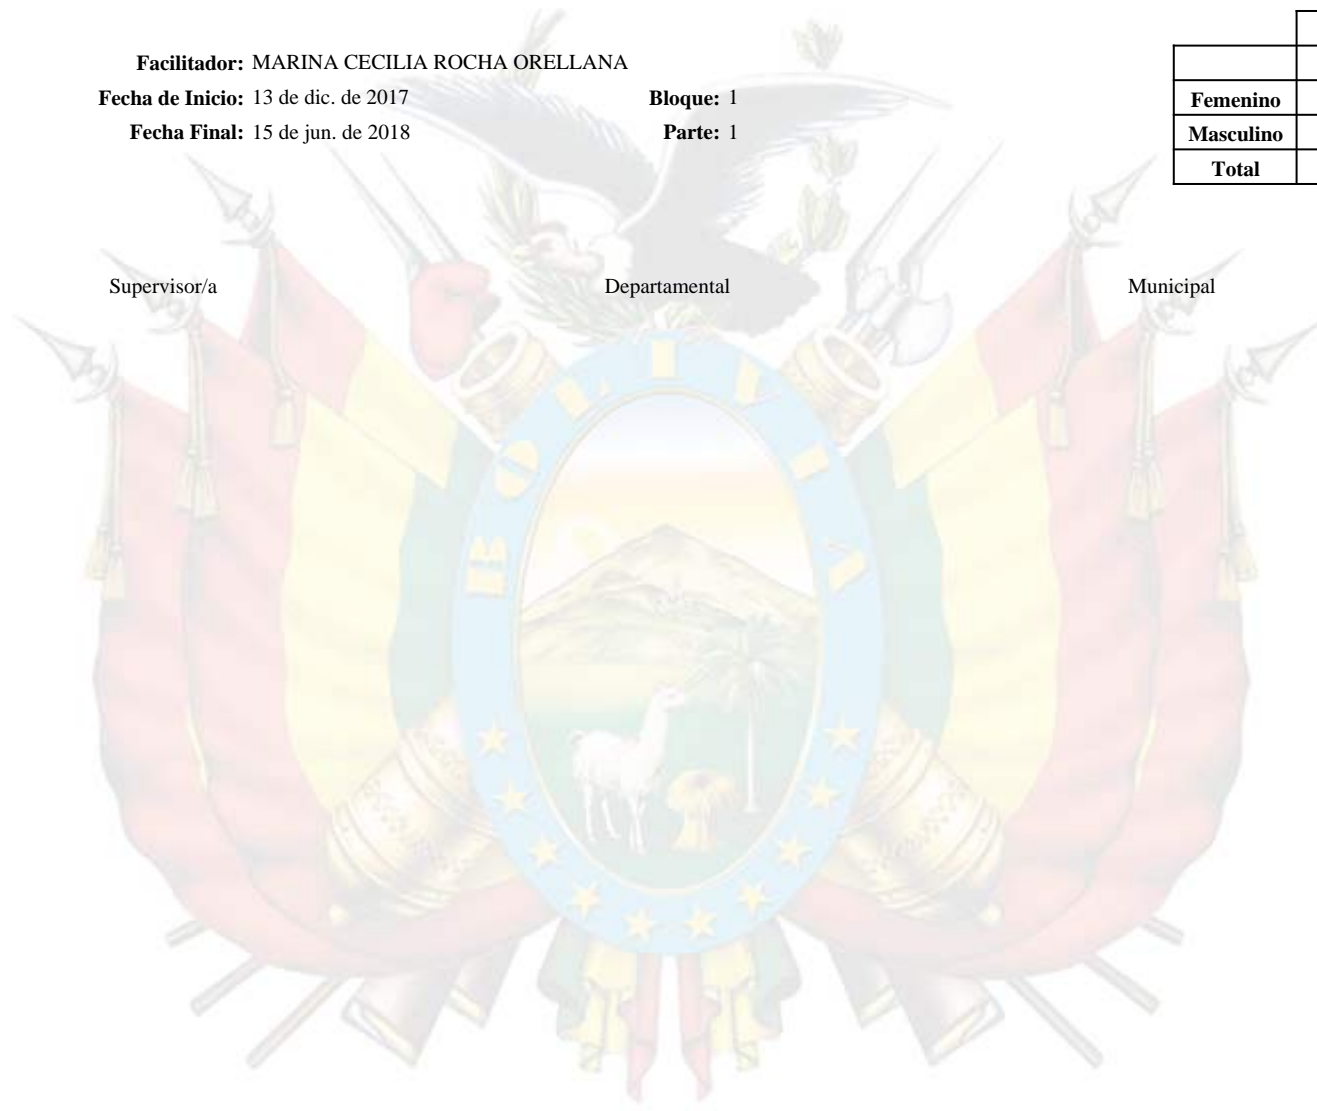 Facilitador: MARINA CECILIA ROCHA ORELLANA
Fecha de Inicio: 13 de dic. de 2017 Bloque: 1
Femenino
Fecha Final: 15 de jun. de 2018 Parte: 1
Masculino
Total
Supervisor/a Departamental Municipal
BOLIVIA